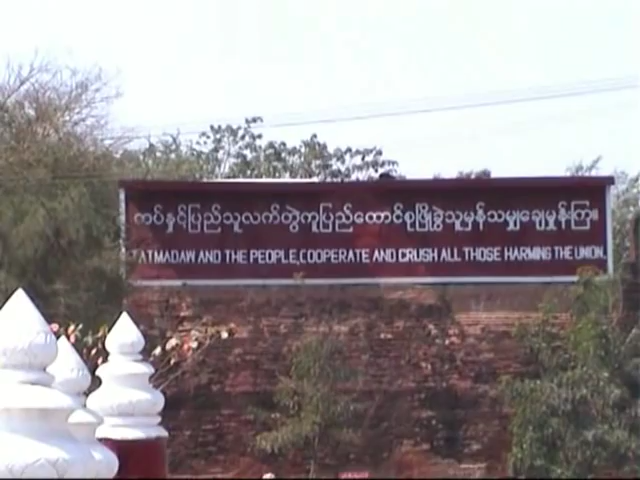 တပ်နှင့်ပြည်သူလက်တွဲကူပြည်ထောင်စုဖြိုခွဲသူမှန်သမျှချေမှုန်းကြ။
TATMADAW AND THE PEOPLE, COOPERATE AND CRUSH ALL THOSE HARMING THE UNION.